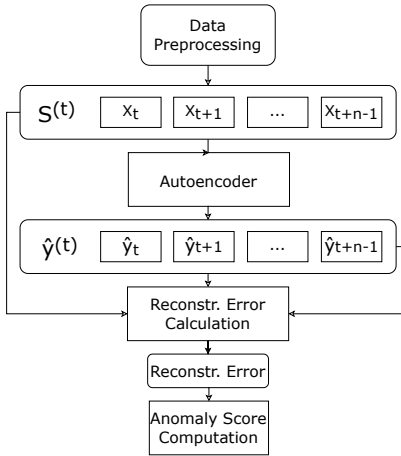 Data
Preprocessing
S(t) Xt Xt+1 ... Xt+n-1
Autoencoder
ŷ(t) ŷt ŷt+1 ... ŷt+n-1
Reconstr. Error
Calculation
Reconstr. Error
Anomaly Score
Computation